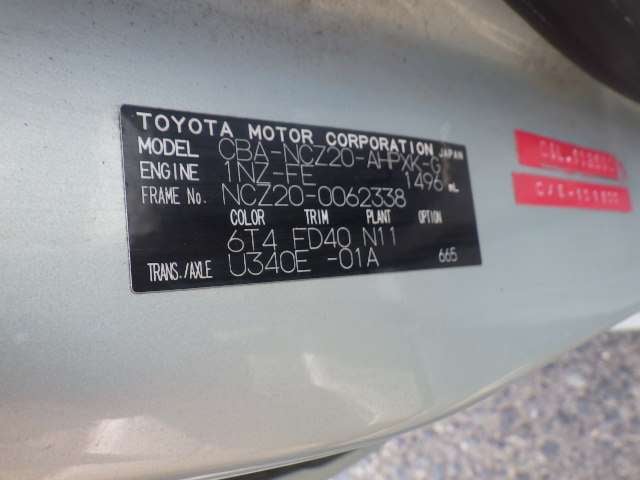 TOYOTA MOTOR CORPORATION JAPAN
MODEL CBA-NCZ20-AHPXK-G
ENGINE 1NZ-FE 1496 mL
FRAME No. NCZ20-0062338
COLOR TRIM PLANT OPTION
6T4 FD40 N11
TRANS./AXLE U340E -01A 665